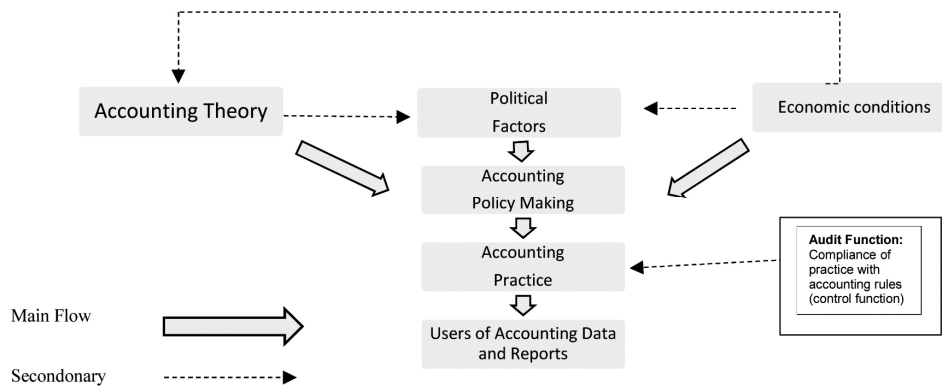 Accounting Theory
Political
Factors
Economic conditions
Accounting
Policy Making
Accounting
Practice
Audit Function:
Compliance of
practice with
accounting rules
(control function)
Users of Accounting Data
and Reports
Main Flow
Secondonary